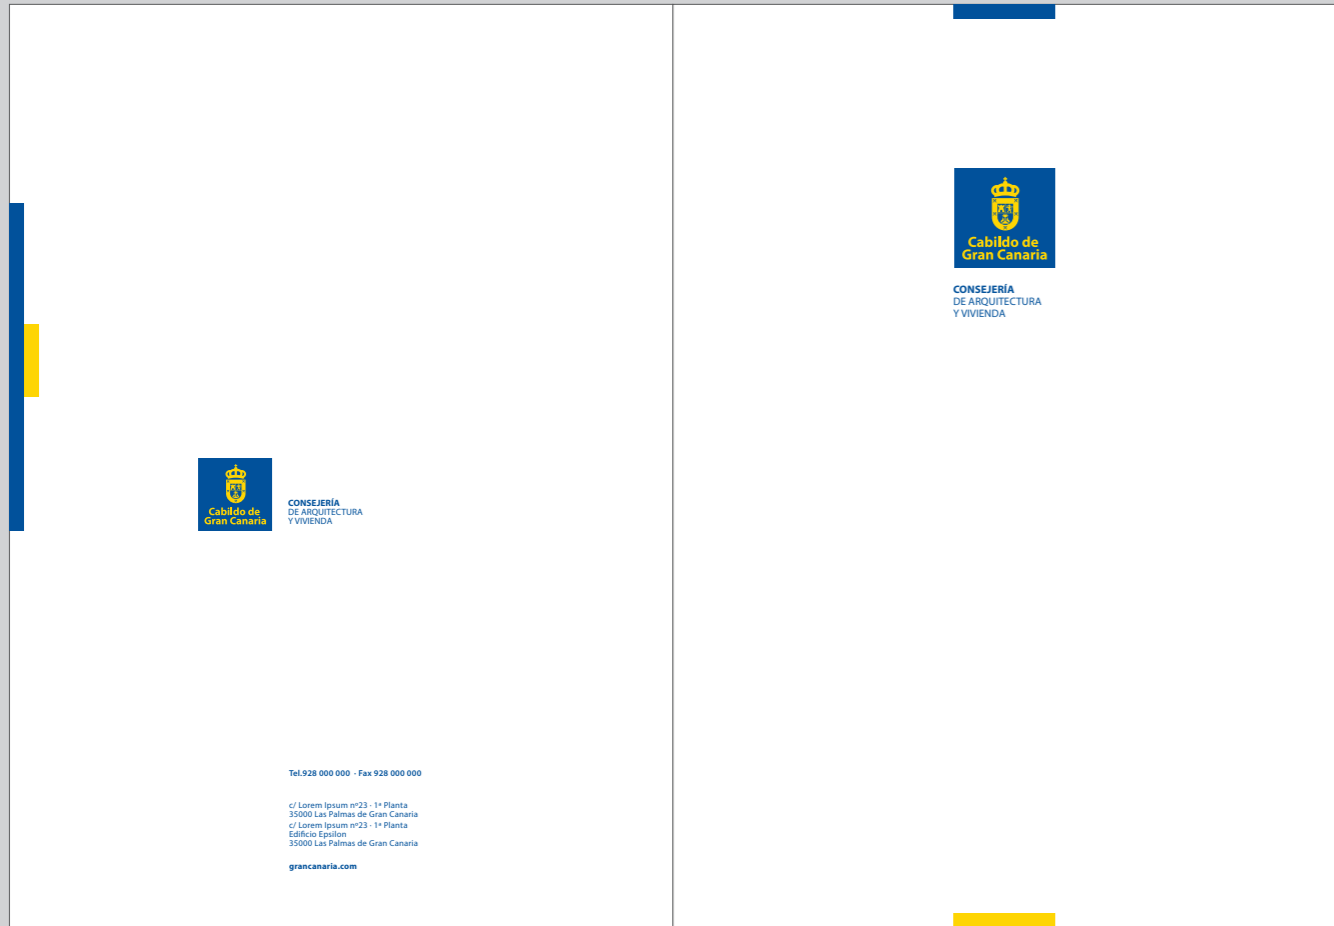 Cabildo de
Gran Canaria
CONSEJERÍA
DE ARQUITECTURA
Y VIVIENDA
Tel.928 000 000 - Fax 928 000 000
c/ Lorem Ipsum nº23 - 1ª Planta
35000 Las Palmas de Gran Canaria
c/ Lorem Ipsum nº23 - 1ª Planta
Edificio Epsilon
35000 Las Palmas de Gran Canaria
grancanaria.com
Cabildo de
Gran Canaria
CONSEJERÍA
DE ARQUITECTURA
Y VIVIENDA